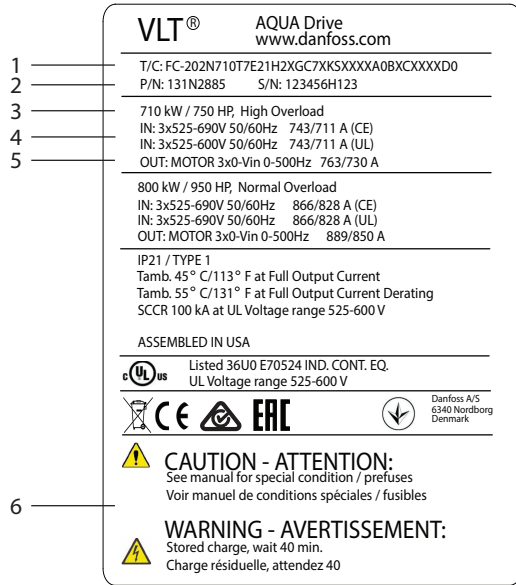 VLT® AQUA Drive
www.danfoss.com
1 T/C: FC-202N710T7E21H2XGC7XKSXXXXA0BXCXXXXD0
2 P/N: 131N2885 S/N: 123456H123
3 710 kW / 750 HP, High Overload
4 IN: 3x525-690V 50/60Hz 743/711 A (CE)
IN: 3x525-600V 50/60Hz 743/711 A (UL)
5 OUT: MOTOR 3x0-Vin 0-500Hz 763/730 A
800 kW / 950 HP, Normal Overload
IN: 3x525-690V 50/60Hz 866/828 A (CE)
IN: 3x525-690V 50/60Hz 866/828 A (UL)
OUT: MOTOR 3x0-Vin 0-500Hz 889/850 A
IP21 / TYPE 1
Tamb. 45° C/113° F at Full Output Current
Tamb. 55° C/131° F at Full Output Current Derating
SCCR 100 kA at UL Voltage range 525-600 V
ASSEMBLED IN USA
c UL us Listed 36U0 E70524 IND. CONT. EQ.
UL Voltage range 525-600 V
CE EAC
Danfoss A/S
6340 Nordborg
Denmark
CAUTION - ATTENTION:
See manual for special condition / prefuses
Voir manuel de conditions spéciales / fusibles
6
WARNING - AVERTISSEMENT:
Stored charge, wait 40 min.
Charge résiduelle, attendez 40